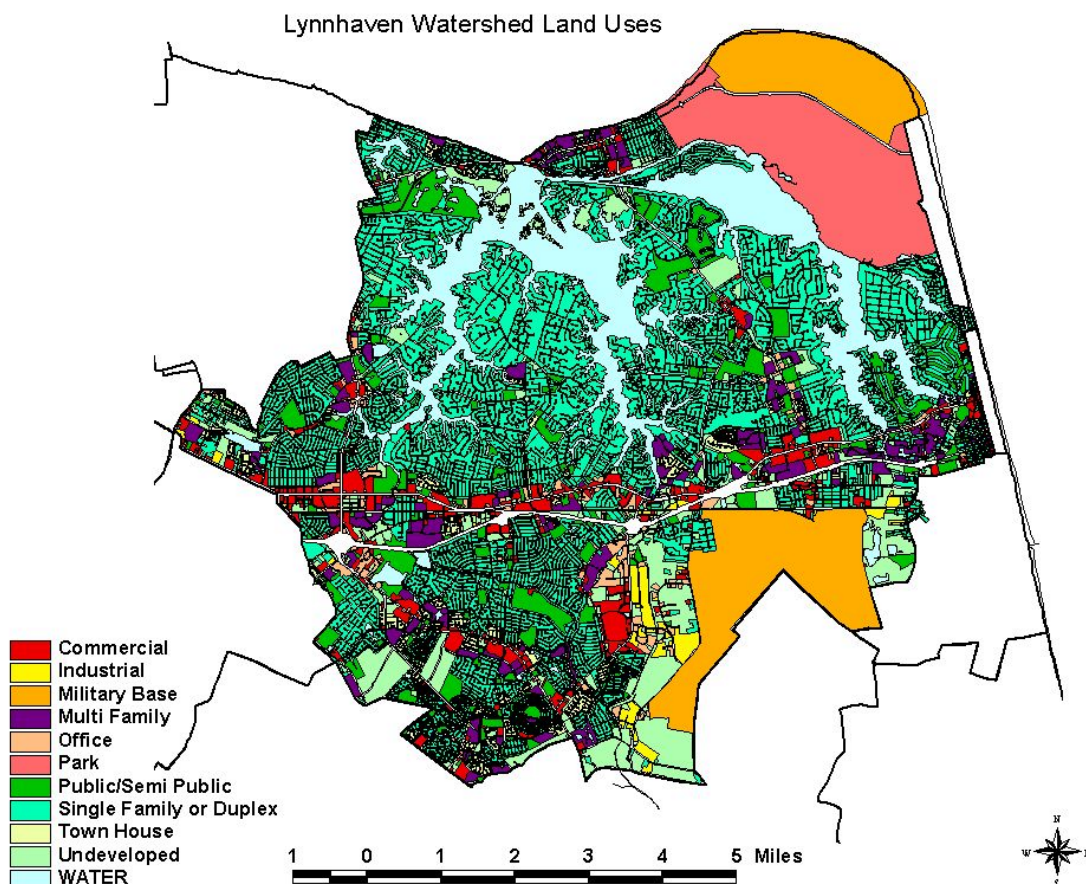 Lynnhaven Watershed Land Uses
Commercial
Industrial
Military Base
Multi Family
Office
Park
Public/Semi Public
Single Family or Duplex
Town House
Undeveloped
WATER
1 0 1 2 3 4 5 Miles
N
W E
S